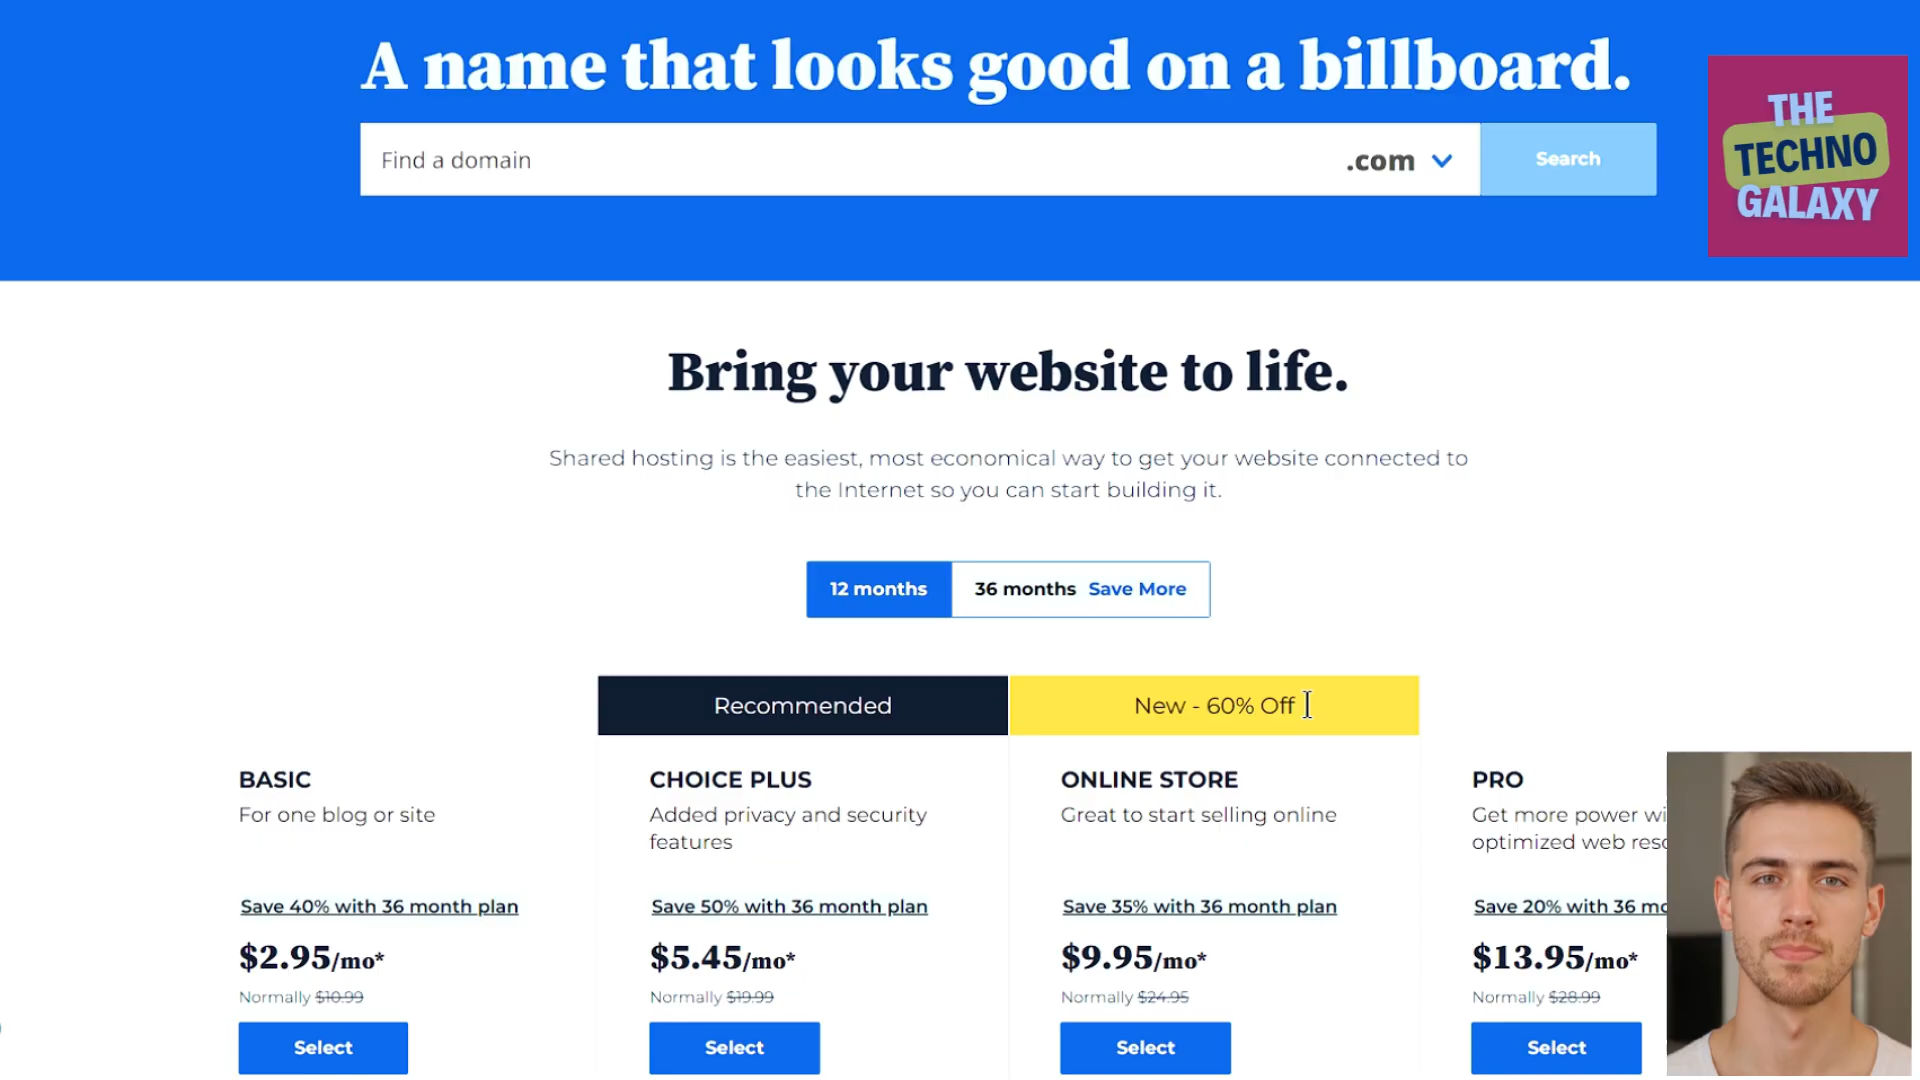 A name that looks good on a billboard.
Find a domain
.com
Search
THE
TECHNO
GALAXY
Bring your website to life.
Shared hosting is the easiest, most economical way to get your website connected to
the Internet so you can start building it.
12 months
36 months Save More
Recommended
New - 60% Off
BASIC
For one blog or site
Save 40% with 36 month plan
$2.95/mo*
Normally $10.99
Select
CHOICE PLUS
Added privacy and security
features
Save 50% with 36 month plan
$5.45/mo*
Normally $19.99
Select
ONLINE STORE
Great to start selling online
Save 35% with 36 month plan
$9.95/mo*
Normally $24.95
Select
PRO
Get more power wi
optimized web reso
Save 20% with 36 mo
$13.95/mo*
Normally $28.99
Select